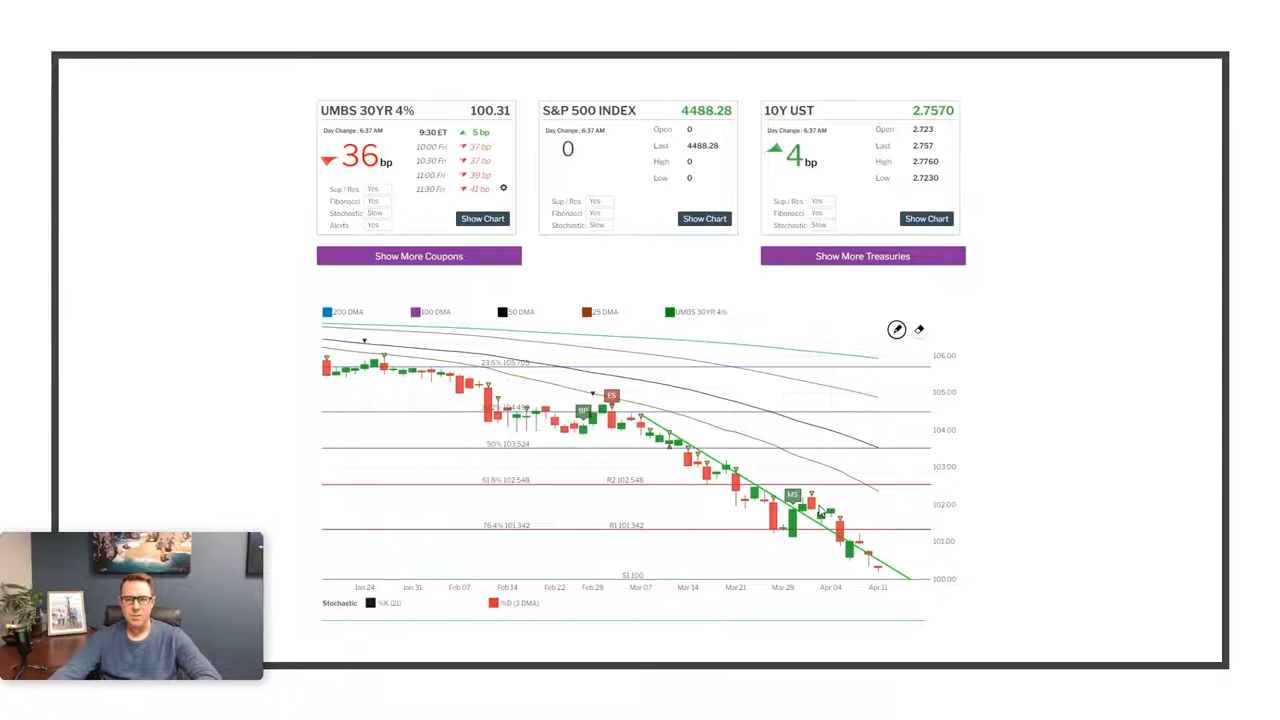 UMBS 30YR 4% 100.31
Day Change : 6:37 AM
36 bp
9:30 ET 5 bp
10:00 Fri 37 bp
10:30 Fri 37 bp
11:00 Fri 39 bp
11:30 Fri 41 bp
Sup / Res Yes
Fibonacci Yes
Stochastic Slow
Alerts Yes
Show Chart
S&P 500 INDEX 4488.28
Day Change : 6:37 AM
0
Open 0
Last 4488.28
High 0
Low 0
Sup / Res: Yes
Fibonacci: Yes
Stochastic: Slow
Show Chart
10Y UST 2.7570
Day Change : 6:37 AM
4 bp
Open 2.723
Last 2.757
High 2.7760
Low 2.7230
Sup / Res: Yes
Fibonacci: Yes
Stochastic: Slow
Show Chart
Show More Coupons
Show More Treasuries
200 DMA 100 DMA 50 DMA 25 DMA UMBS 30YR 4%
106.00
23.6% 105.705
105.00
ES
BP
104.00
50% 103.524
103.00
61.8% 102.548 R2 102.548
MS
102.00
76.4% 101.342 R1 101.342
101.00
S1 100
100.00
Jan 24 Jan 31 Feb 07 Feb 14 Feb 22 Feb 28 Mar 07 Mar 14 Mar 21 Mar 28 Apr 04 Apr 11
Stochastic %K (21) %D (3 DMA)